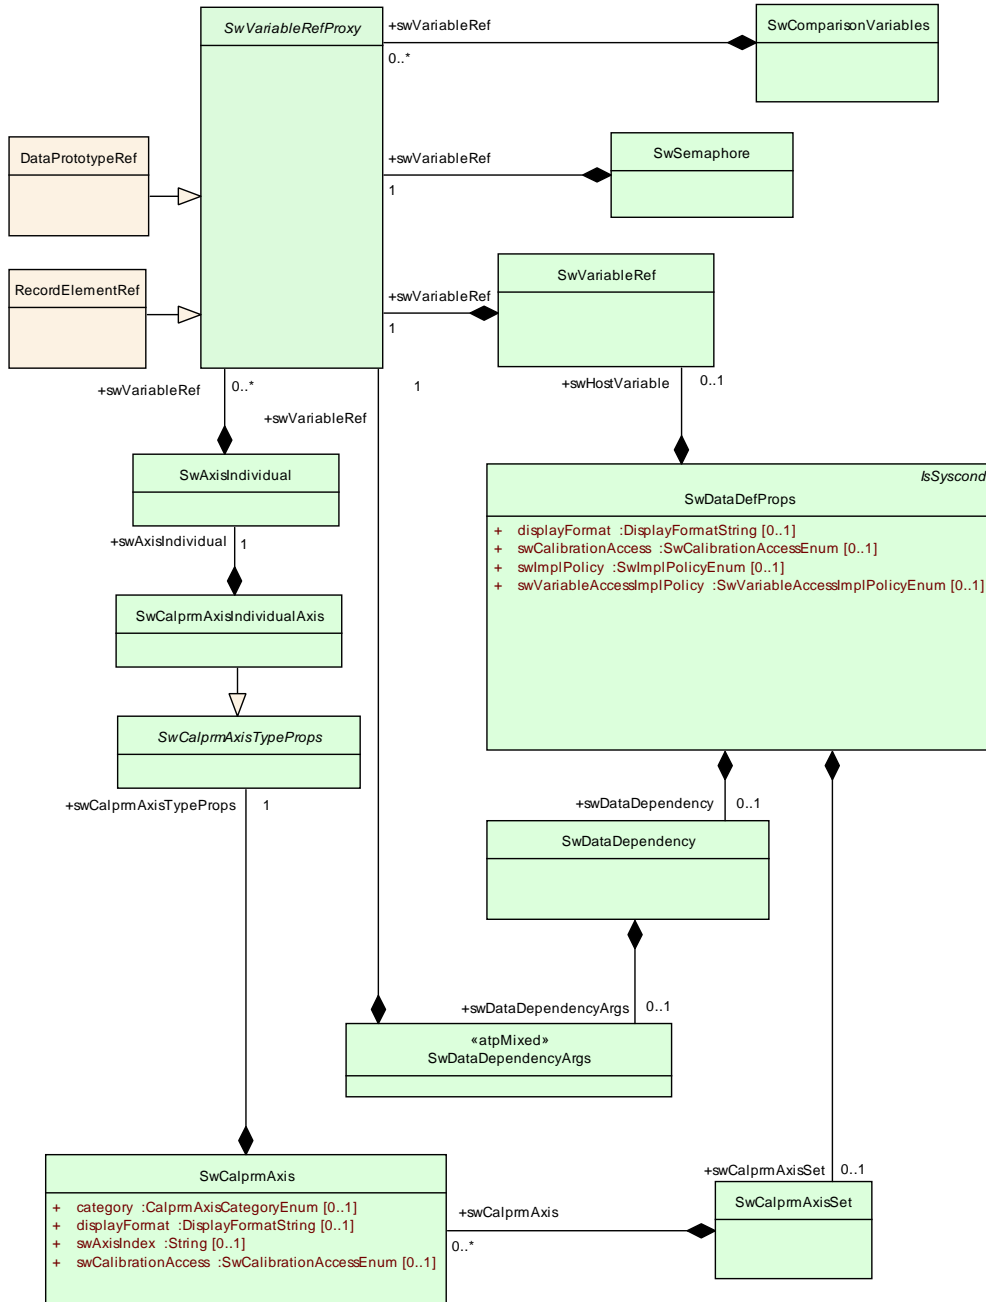 SwVariableRefProxy
+swVariableRef
0..*
SwComparisonVariables
DataPrototypeRef
+swVariableRef
1
SwSemaphore
RecordElementRef
+swVariableRef
1
SwVariableRef
+swVariableRef
0..*
+swVariableRef
1
+swHostVariable
0..1
SwAxisIndividual
+swAxisIndividual
1
IsSyscond
SwDataDefProps
+ displayFormat :DisplayFormatString [0..1]
+ swCalibrationAccess :SwCalibrationAccessEnum [0..1]
+ swImplPolicy :SwImplPolicyEnum [0..1]
+ swVariableAccessImplPolicy :SwVariableAccessImplPolicyEnum [0..1]
SwCalprmAxisIndividualAxis
SwCalprmAxisTypeProps
+swCalprmAxisTypeProps
1
+swDataDependency
0..1
SwDataDependency
+swDataDependencyArgs
0..1
«atpMixed»
SwDataDependencyArgs
SwCalprmAxis
+ category :CalprmAxisCategoryEnum [0..1]
+ displayFormat :DisplayFormatString [0..1]
+ swAxisIndex :String [0..1]
+ swCalibrationAccess :SwCalibrationAccessEnum [0..1]
+swCalprmAxis
0..*
+swCalprmAxisSet
0..1
SwCalprmAxisSet